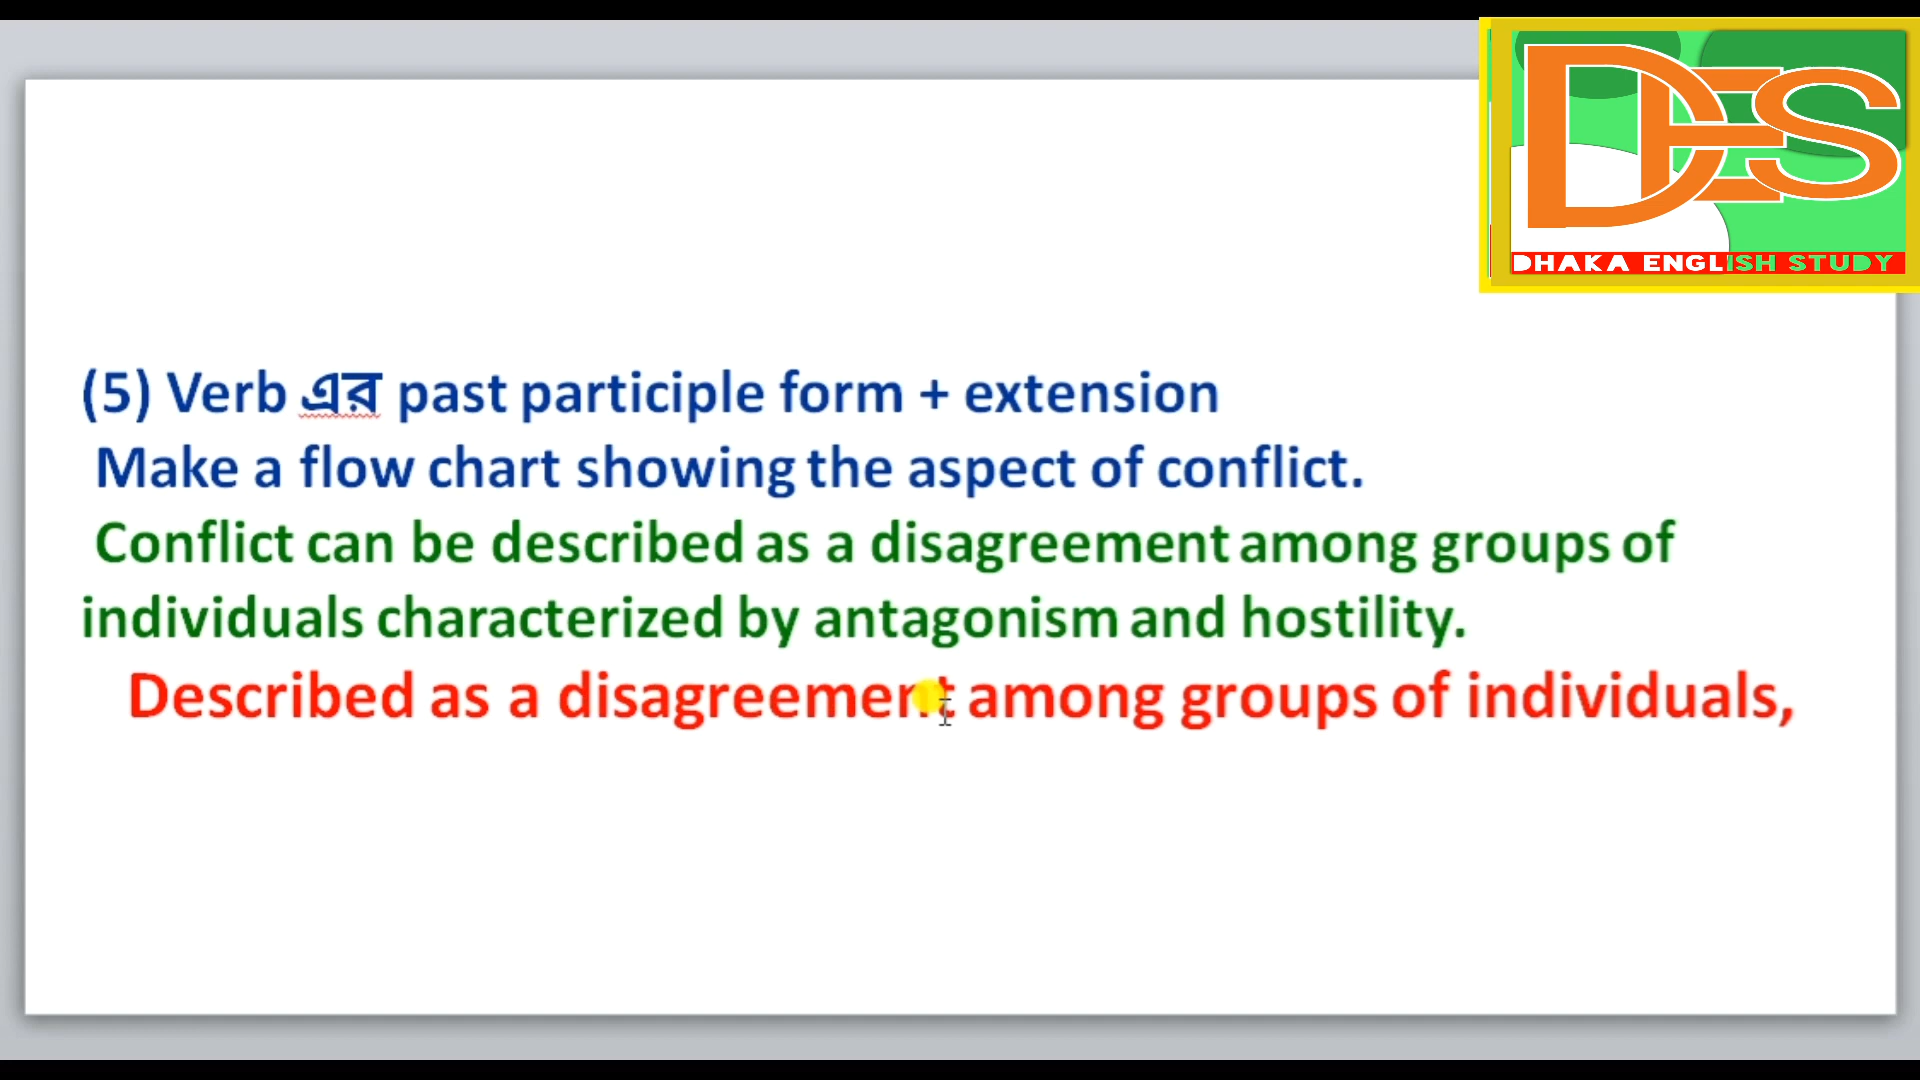 DES
DHAKA ENGLISH STUDY
(5) Verb এর past participle form + extension
Make a flow chart showing the aspect of conflict.
Conflict can be described as a disagreement among groups of
individuals characterized by antagonism and hostility.
Described as a disagreement among groups of individuals,